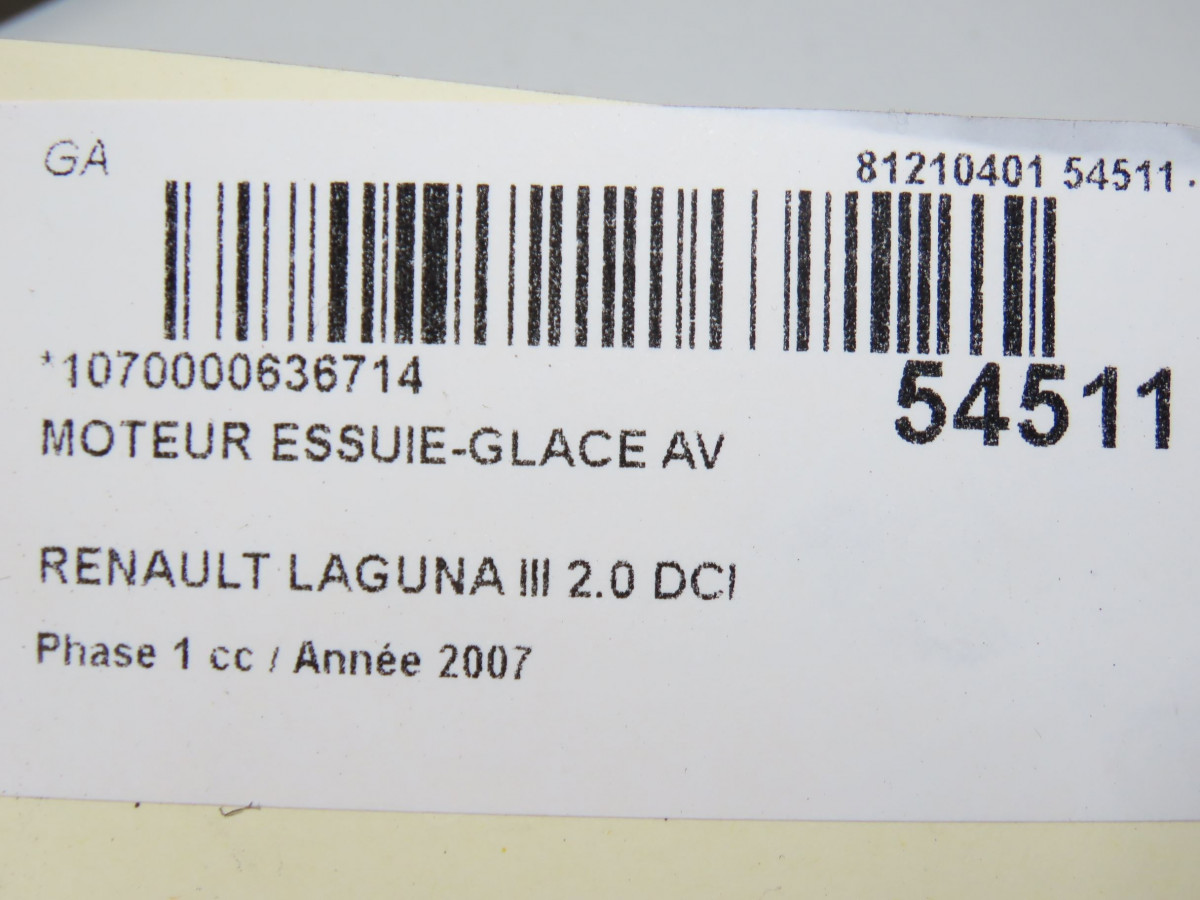 GA
81210401 54511
*1070000636714
54511
MOTEUR ESSUIE-GLACE AV
RENAULT LAGUNA III 2.0 DCI
Phase 1 cc / Année 2007